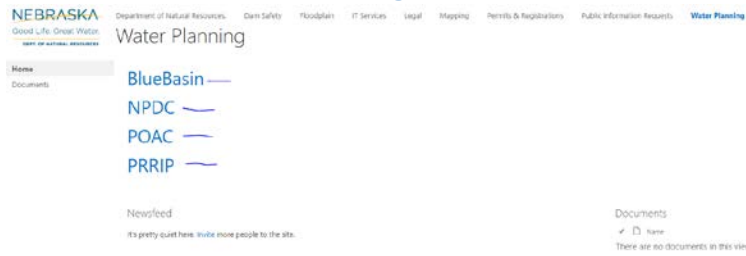 NEBRASKA
Good Life. Great Water.
DEPT. OF NATURAL RESOURCES
Department of Natural Resources Dam Safety Floodplain IT Services Legal Mapping Permits & Registrations Public Information Requests Water Planning
Water Planning
Home
Documents
BlueBasin
NPDC
POAC
PRRIP
Newsfeed
It's pretty quiet here. Invite more people to the site.
Documents
Name
There are no documents in this vie